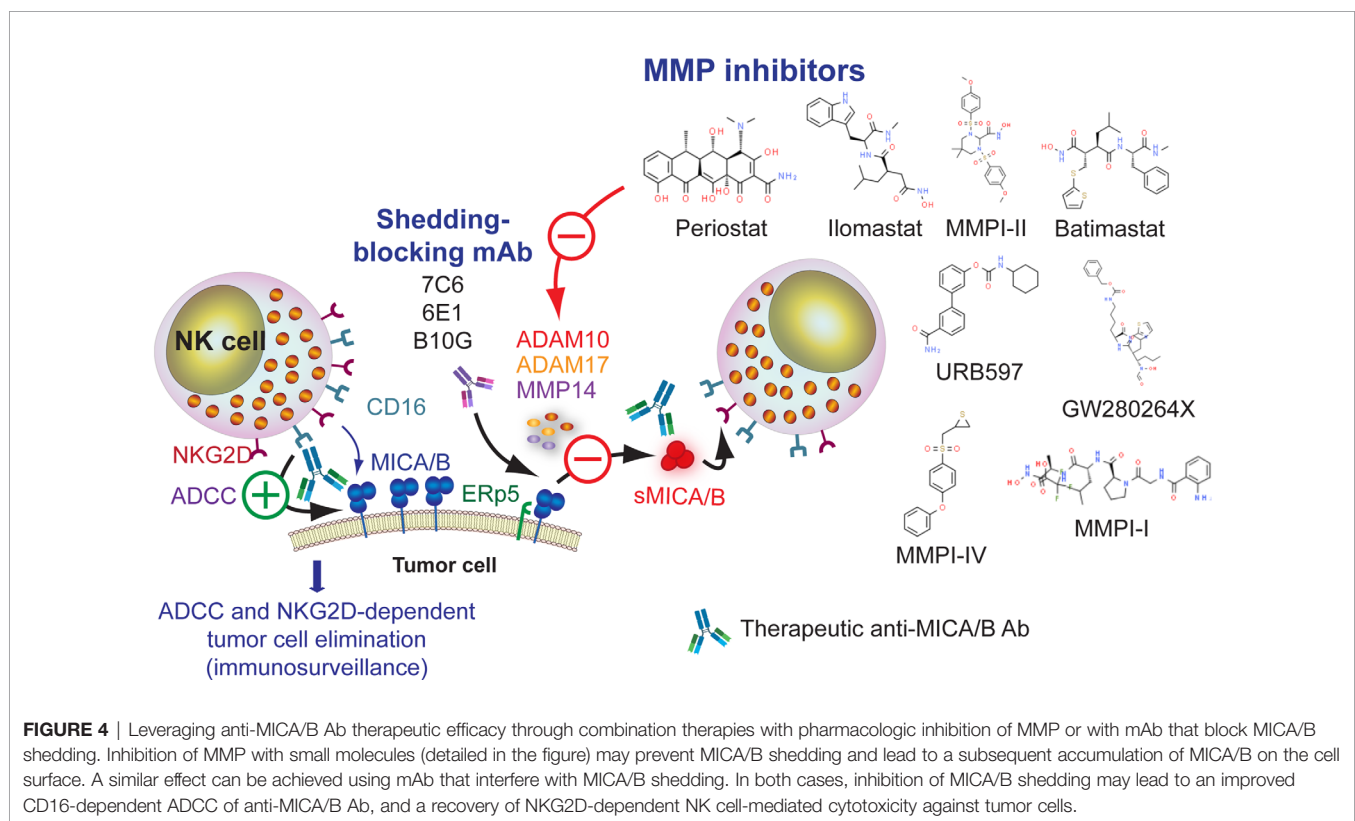 MMP inhibitors
Periostat
Ilomastat
MMPI-II
Batimastat
Shedding-
blocking mAb
7C6
6E1
B10G
ADAM10
ADAM17
MMP14
URB597
GW280264X
NK cell
CD16
NKG2D
ADCC
MICA/B
ERp5
sMICA/B
MMPI-IV
MMPI-I
Tumor cell
ADCC and NKG2D-dependent
tumor cell elimination
(immunosurveillance)
Therapeutic anti-MICA/B Ab
FIGURE 4 | Leveraging anti-MICA/B Ab therapeutic efficacy through combination therapies with pharmacologic inhibition of MMP or with mAb that block MICA/B
shedding. Inhibition of MMP with small molecules (detailed in the figure) may prevent MICA/B shedding and lead to a subsequent accumulation of MICA/B on the cell
surface. A similar effect can be achieved using mAb that interfere with MICA/B shedding. In both cases, inhibition of MICA/B shedding may lead to an improved
CD16-dependent ADCC of anti-MICA/B Ab, and a recovery of NKG2D-dependent NK cell-mediated cytotoxicity against tumor cells.